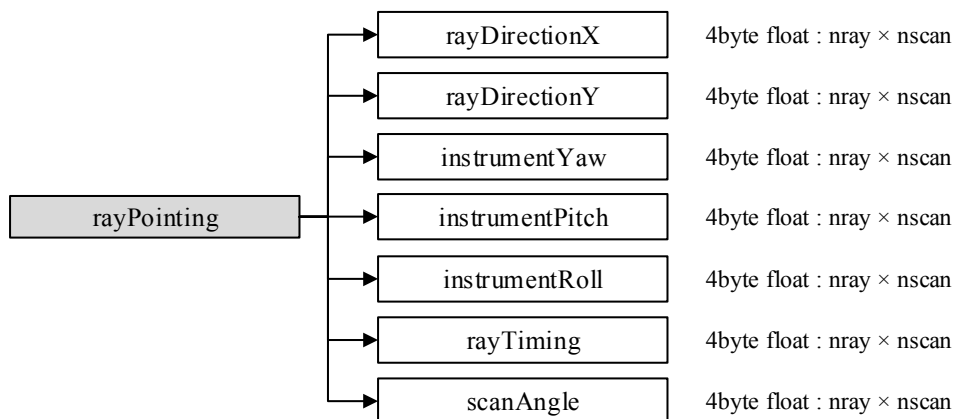 rayDirectionX 4byte float : nray × nscan
rayDirectionY 4byte float : nray × nscan
instrumentYaw 4byte float : nray × nscan
rayPointing
instrumentPitch 4byte float : nray × nscan
instrumentRoll 4byte float : nray × nscan
rayTiming 4byte float : nray × nscan
scanAngle 4byte float : nray × nscan